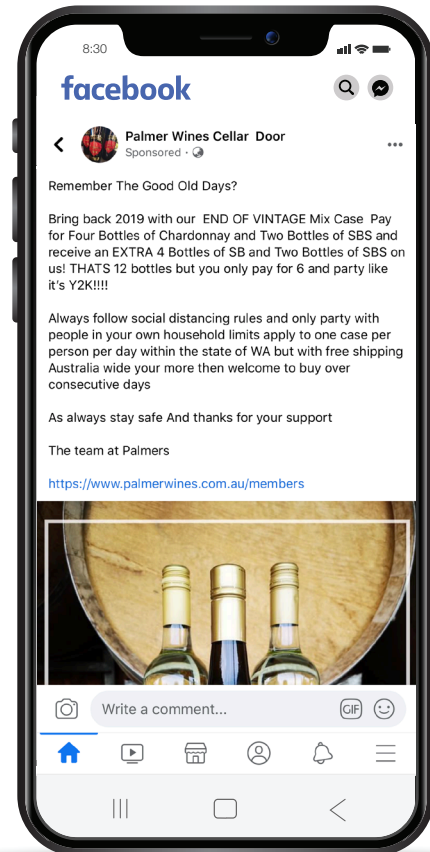 8:30
facebook
Palmer Wines Cellar  Door
Sponsored ·
Remember The Good Old Days?
Bring back 2019 with our  END OF VINTAGE Mix Case  Pay
for Four Bottles of Chardonnay and Two Bottles of SBS and
receive an EXTRA 4 Bottles of SB and Two Bottles of SBS on
us! THATS 12 bottles but you only pay for 6 and party like
it's Y2K!!!!
Always follow social distancing rules and only party with
people in your own household limits apply to one case per
person per day within the state of WA but with free shipping
Australia wide your more then welcome to buy over
consecutive days
As always stay safe And thanks for your support
The team at Palmers
https://www.palmerwines.com.au/members
Write a comment...
GIF